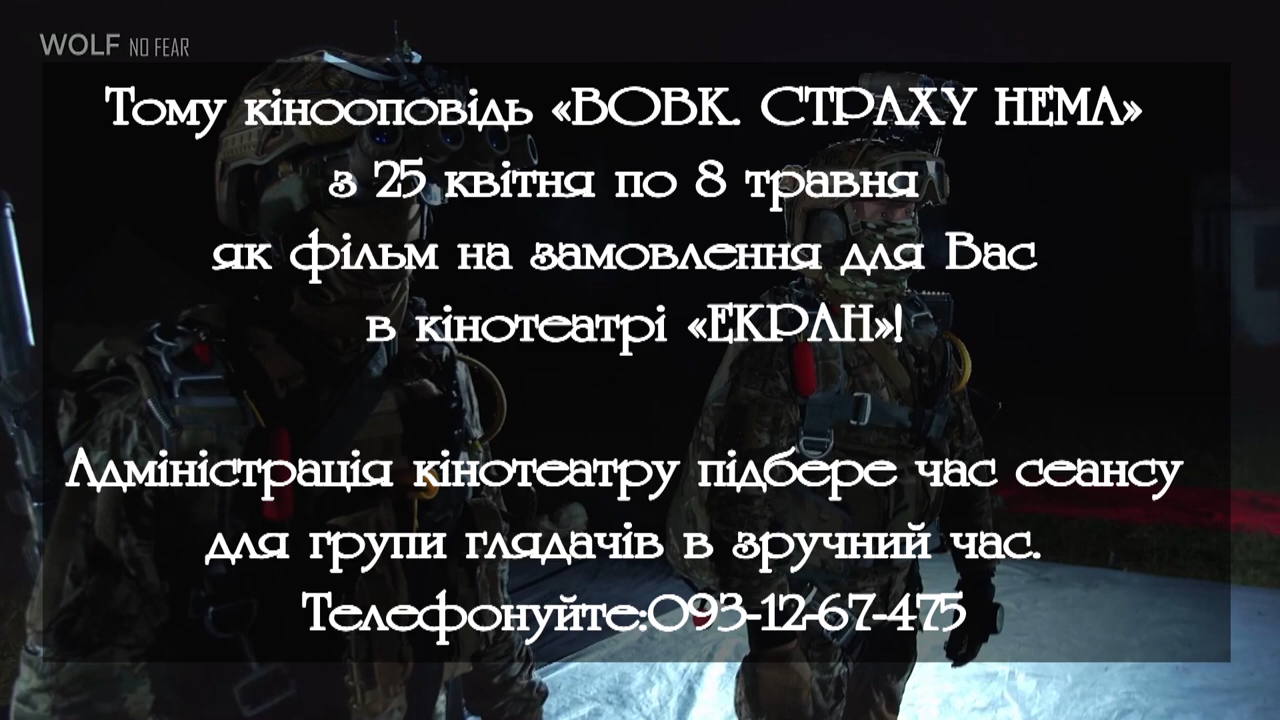 WOLF NO FEAR
Тому кінооповідь «ВОВК. СТРАХУ НЕМА»
з 25 квітня по 8 травня
як фільм на замовлення для Вас
в кінотеатрі «ЕКРАН»!
Адміністрація кінотеатру підбере час сеансу
для групи глядачів в зручний час.
Телефонуйте:093-12-67-475